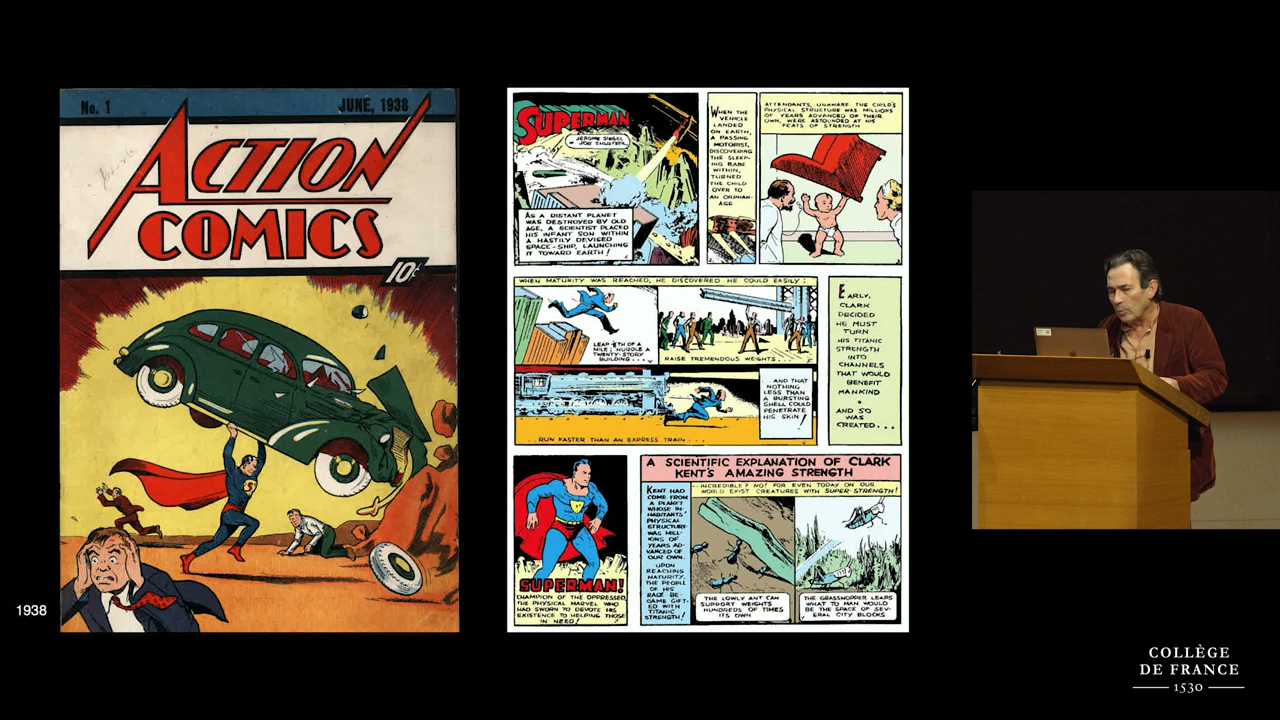 No. 1
JUNE, 1938
ACTION
COMICS
10¢
1938
SUPERMAN
JEROME SIEGEL
JOE SHUSTER
AS A DISTANT PLANET
WAS DESTROYED BY OLD
AGE, A SCIENTIST PLACED
HIS INFANT SON WITHIN
A HASTILY DEVISED
SPACE-SHIP, LAUNCHING
IT TOWARD EARTH!
WHEN THE
VEHICLE
LANDED
ON EARTH,
A PASSING
MOTORIST,
DISCOVERING
THE SLEEP-
ING BABE
WITHIN,
TURNED
THE CHILD
OVER TO
AN ORPHAN-
AGE
ATTENDANTS, UNAWARE THE CHILD'S
PHYSICAL STRUCTURE WAS MILLIONS
OF YEARS ADVANCED OF THEIR
OWN, WERE ASTOUNDED AT HIS
FEATS OF STRENGTH
WHEN MATURITY WAS REACHED, HE DISCOVERED HE COULD EASILY:
LEAP ⅛TH OF A
MILE; HURDLE A
TWENTY-STORY
BUILDING....
RAISE TREMENDOUS WEIGHTS...
...RUN FASTER THAN AN EXPRESS TRAIN...
...AND THAT
NOTHING
LESS THAN
A BURSTING
SHELL COULD
PENETRATE
HIS SKIN!
EARLY,
CLARK
DECIDED
HE MUST
TURN
HIS TITANIC
STRENGTH
INTO
CHANNELS
THAT WOULD
BENEFIT
MANKIND
•
AND SO
WAS
CREATED...
S
SUPERMAN!
CHAMPION OF THE OPPRESSED,
THE PHYSICAL MARVEL WHO
HAD SWORN TO DEVOTE HIS
EXISTENCE TO HELPING THOSE
IN NEED!
A SCIENTIFIC EXPLANATION OF CLARK
KENT'S AMAZING STRENGTH
KENT HAD
COME FROM
A PLANET
WHOSE IN-
HABITANTS'
PHYSICAL
STRUCTURE
WAS MILL-
IONS OF
YEARS AD-
VANCED OF
OUR OWN.
UPON
REACHING
MATURITY,
THE PEOPLE
OF HIS
RACE BE-
CAME GIFT-
ED WITH
TITANIC
STRENGTH!
--INCREDIBLE? NO! FOR EVEN TODAY ON OUR
WORLD EXIST CREATURES WITH SUPER-STRENGTH!
THE LOWLY ANT CAN
SUPPORT WEIGHTS
HUNDREDS OF TIMES
ITS OWN
THE GRASSHOPPER LEAPS
WHAT TO MAN WOULD
BE THE SPACE OF SEV-
ERAL CITY BLOCKS
COLLÈGE
DE FRANCE
1530